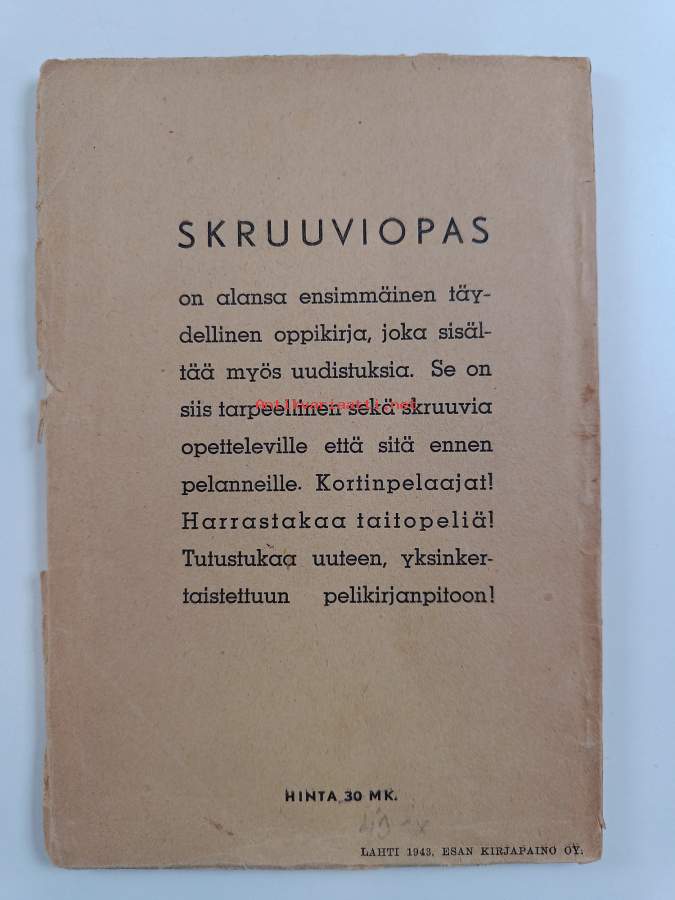 SKRUUVIOPAS
on alansa ensimmäinen täy-
dellinen oppikirja, joka sisäl-
tää myös uudistuksia. Se on
siis tarpeellinen sekä skruuvia
Antikvariaatti.net
opetteleville että sitä ennen
pelanneille. Kortinpelaajat!
Harrastakaa taitopeliä!
Tutustukaa uuteen, yksinker-
taistettuun pelikirjanpitoon!
HINTA 30 MK.
LAHTI 1943, ESAN KIRJAPAINO OY.